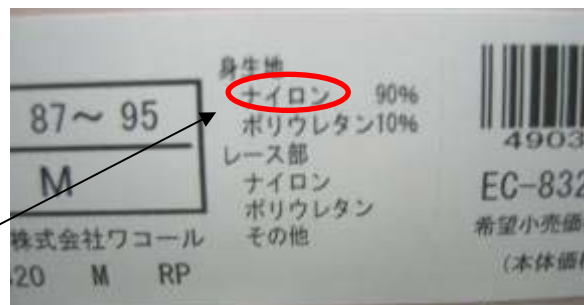 身生地
ナイロン 90%
ポリウレタン10%
レース部
ナイロン
ポリウレタン
その他
87～95
M
株式会社ワコール
20 M RP
4903
EC-832
希望小売価
(本体価格